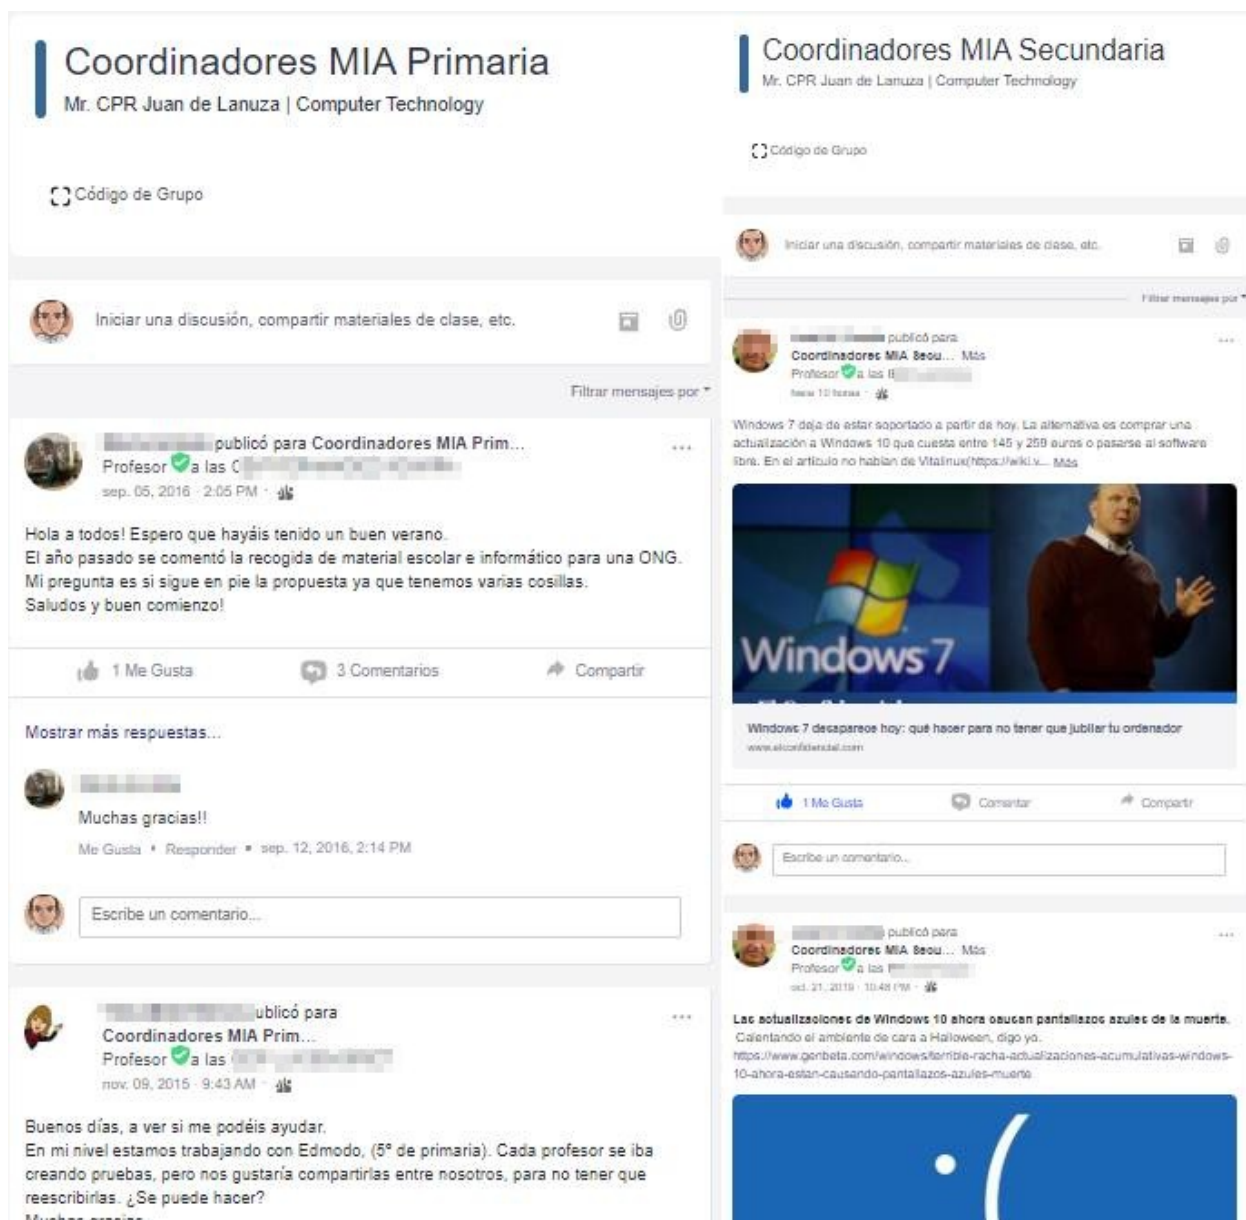 Coordinadores MIA Primaria
Mr. CPR Juan de Lanuza | Computer Technology
Código de Grupo
Iniciar una discusión, compartir materiales de clase, etc.
Filtrar mensajes por
publicó para Coordinadores MIA Prim...
Profesor a las
sep. 05, 2016 · 2:05 PM ·
Hola a todos! Espero que hayáis tenido un buen verano.
El año pasado se comentó la recogida de material escolar e informático para una ONG.
Mi pregunta es si sigue en pie la propuesta ya que tenemos varias cosillas.
Saludos y buen comienzo!
1 Me Gusta 3 Comentarios Compartir
Mostrar más respuestas...
Muchas gracias!!
Me Gusta • Responder • sep. 12, 2016, 2:14 PM
Escribe un comentario...
ublicó para
Coordinadores MIA Prim...
Profesor a las
nov. 09, 2015 · 9:43 AM ·
Buenos días, a ver si me podéis ayudar.
En mi nivel estamos trabajando con Edmodo, (5º de primaria). Cada profesor se iba
creando pruebas, pero nos gustaría compartirlas entre nosotros, para no tener que
reescribirlas. ¿Se puede hacer?
Muchas gracias
Coordinadores MIA Secundaria
Mr. CPR Juan de Lanuza | Computer Technology
Código de Grupo
Iniciar una discusión, compartir materiales de clase, etc.
Filtrar mensajes por
publicó para
Coordinadores MIA Secu... Más
Profesor a las
hace 10 horas ·
Windows 7 deja de estar soportado a partir de hoy. La alternativa es comprar una
actualización a Windows 10 que cuesta entre 145 y 259 euros o pasarse al software
libre. En el artículo no hablan de Vitalinux(https://wiki.v... Más
Windows 7
Windows 7 desaparece hoy: qué hacer para no tener que jubilar tu ordenador
www.elconfidencial.com
1 Me Gusta Comentar Compartir
Escribe un comentario...
publicó para
Coordinadores MIA Secu... Más
Profesor a las
oct. 21, 2019 · 10:48 PM ·
Las actualizaciones de Windows 10 ahora causan pantallazos azules de la muerte.
Calentando el ambiente de cara a Halloween, digo yo.
https://www.genbeta.com/windows/terrible-racha-actualizaciones-acumulativas-windows-
10-ahora-estan-causando-pantallazos-azules-muerte
:(